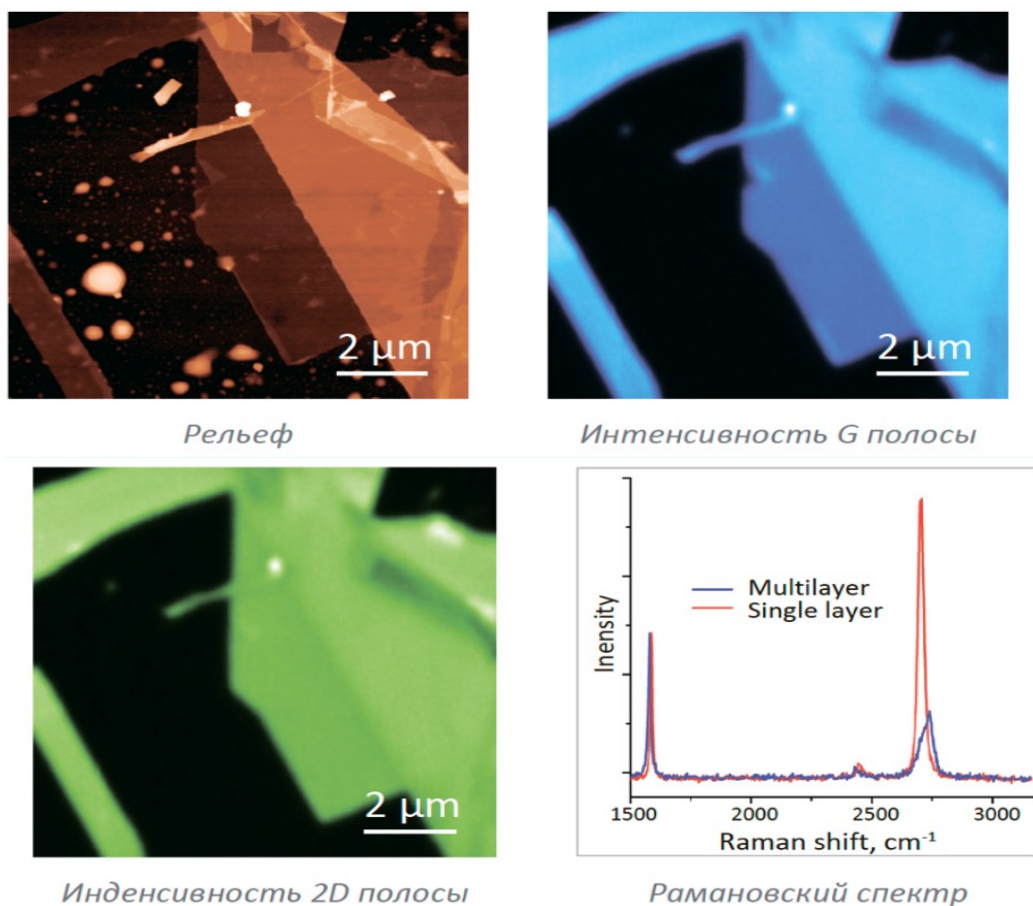 2 μm
2 μm
Рельеф
Интенсивность G полосы
2 μm
Inensity
Multilayer
Single layer
1500 2000 2500 3000
Raman shift, cm⁻¹
Инденсивность 2D полосы
Рамановский спектр